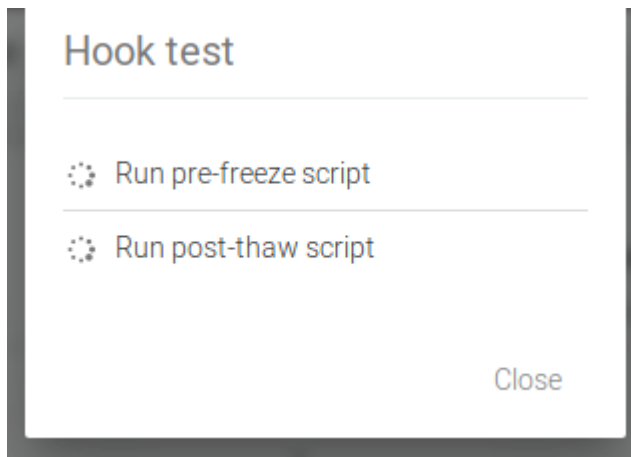 Hook test
Run pre-freeze script
Run post-thaw script
Close